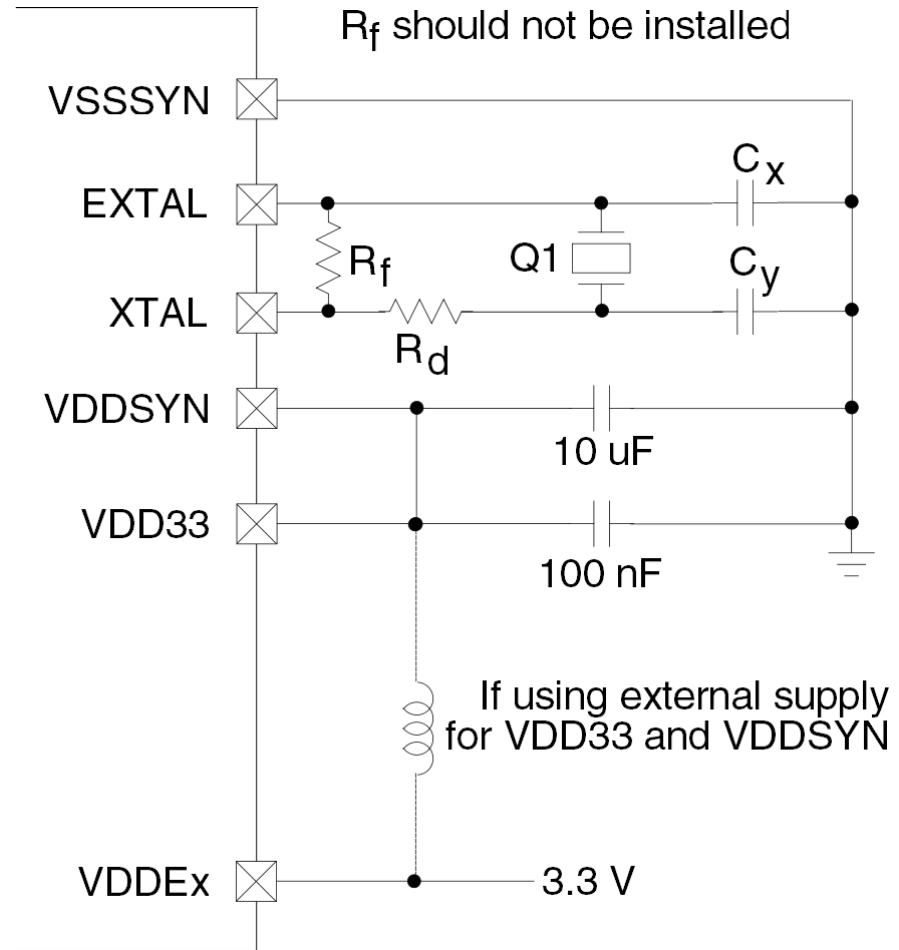 Rf should not be installed
VSSSYN
Cx
EXTAL
Rf
Q1
Cy
XTAL
Rd
VDDSYN
10 uF
VDD33
100 nF
If using external supply
for VDD33 and VDDSYN
VDDEx
3.3 V